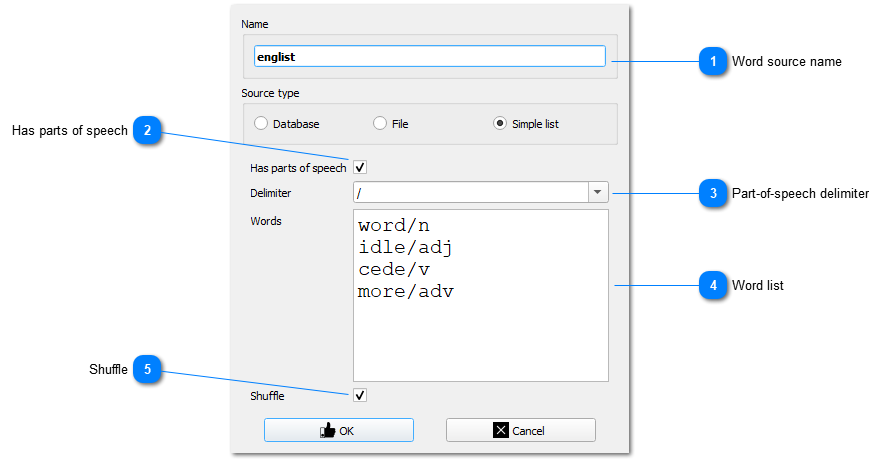 Name
englist
1 Word source name
Source type
Database File Simple list
Has parts of speech 2
Has parts of speech
Delimiter /
3 Part-of-speech delimiter
Words
word/n
idle/adj
cede/v
more/adv
4 Word list
Shuffle 5
Shuffle
OK Cancel